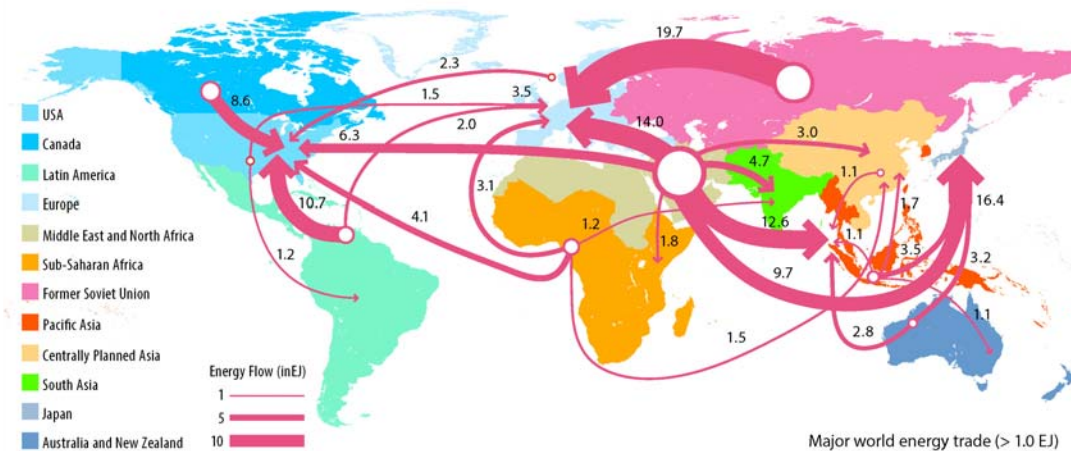 19.7
2.3
1.5
3.5
8.6
2.0
14.0
3.0
6.3
4.7
1.1
3.1
10.7
4.1
1.2
12.6
1.7
16.4
1.2
1.8
1.1
3.5
3.2
9.7
1.1
1.5
2.8
USA
Canada
Latin America
Europe
Middle East and North Africa
Sub-Saharan Africa
Former Soviet Union
Pacific Asia
Centrally Planned Asia
South Asia
Japan
Australia and New Zealand
Energy Flow (inEJ)
1
5
10
Major world energy trade (> 1.0 EJ)